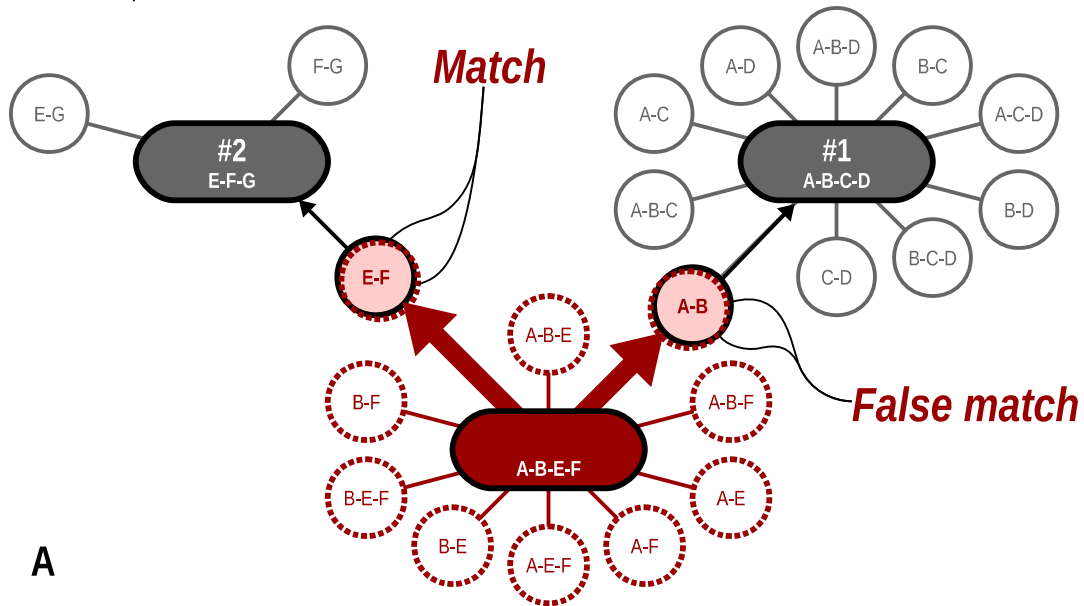 A-B-D
F-G
Match
A-D
B-C
E-G
A-C
A-C-D
#2
E-F-G
#1
A-B-C-D
A-B-C
B-D
B-C-D
E-F
C-D
A-B
A-B-E
B-F
A-B-F
False match
A-B-E-F
B-E-F
A-E
B-E
A-F
A-E-F
A